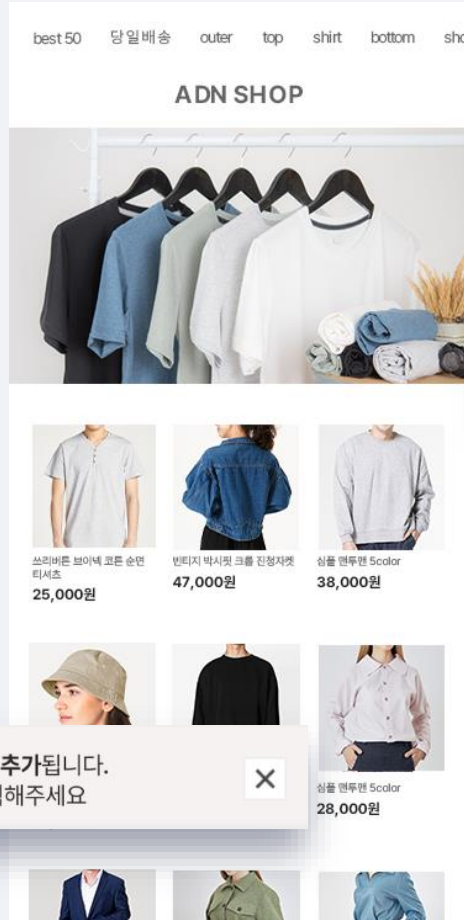 best 50 당일배송 outer top shirt bottom
ADN SHOP
쓰리버튼 브이넥 코튼 순면
티셔츠
25,000원
빈티지 박시핏 크롭 진청자켓
47,000원
심플 맨투맨 5color
38,000원
추가됩니다.
해주세요
심플 맨투맨 5color
28,000원